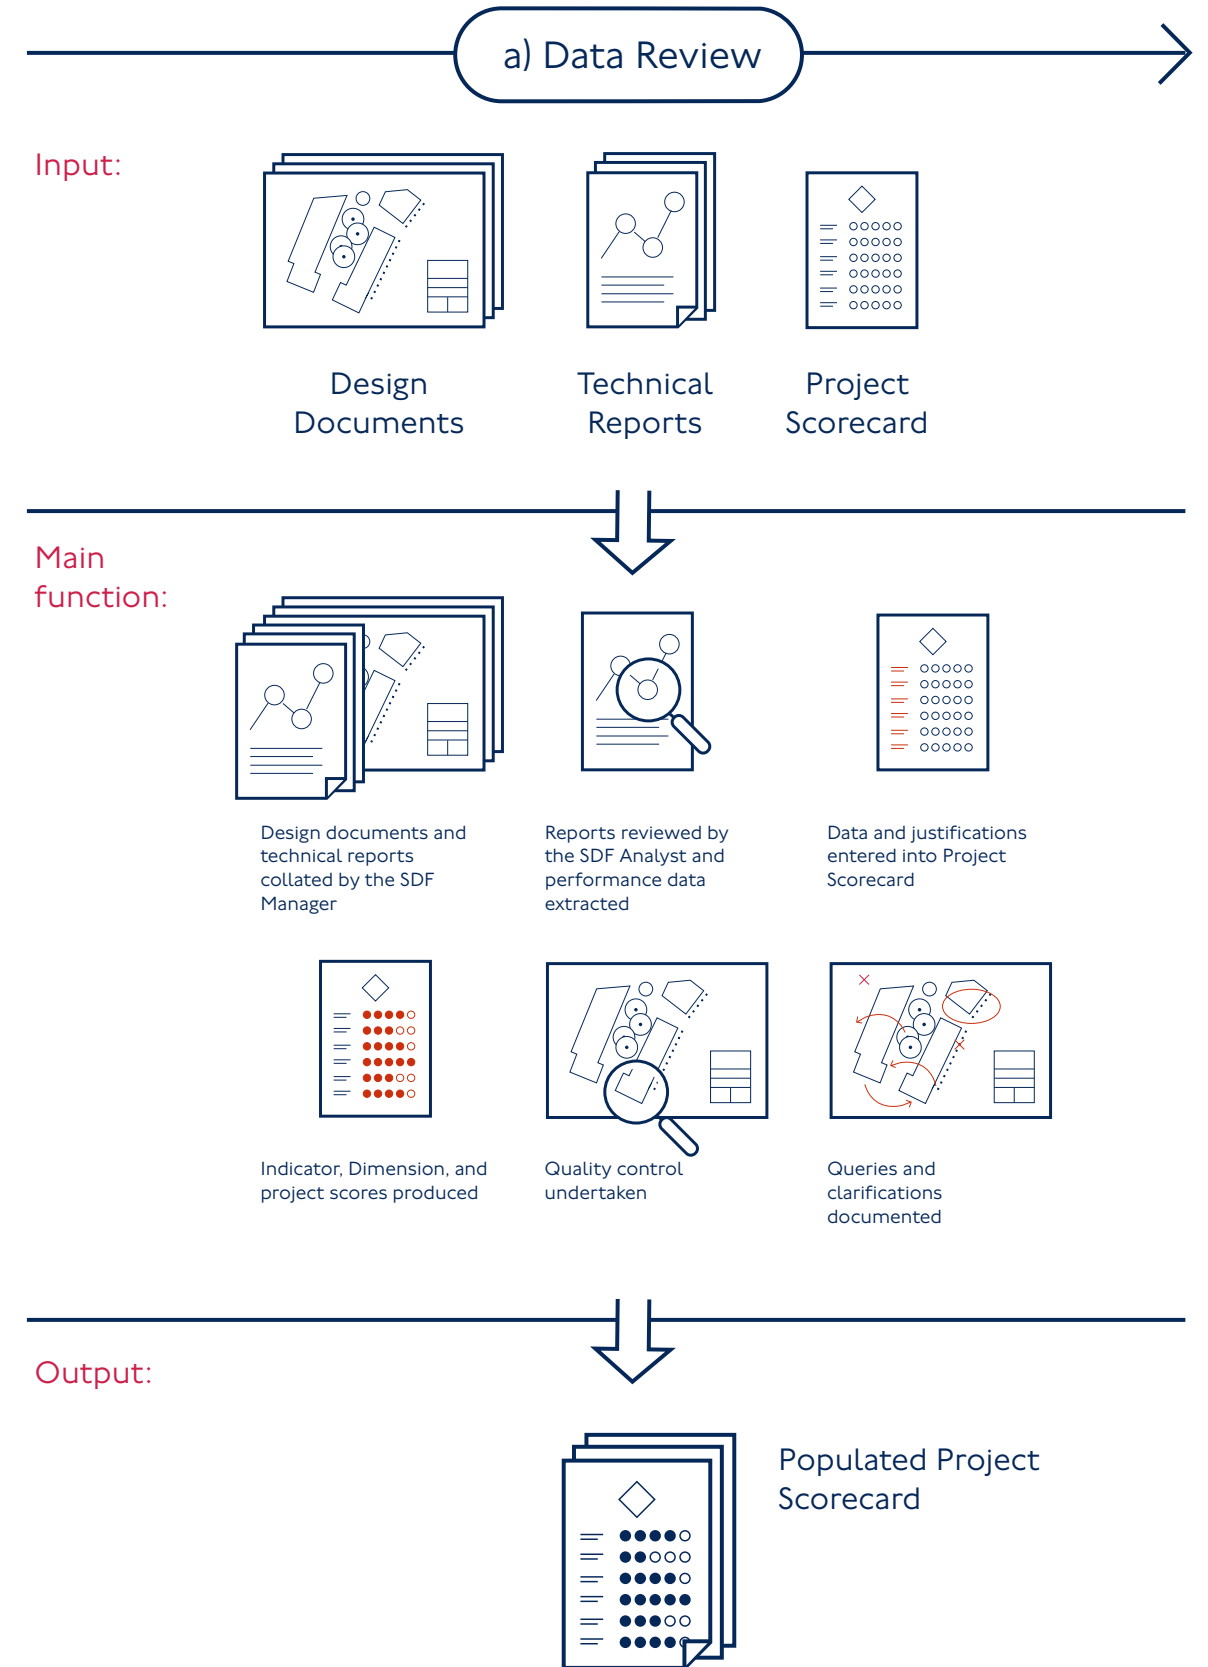 a) Data Review
Input:
Design
Documents
Technical
Reports
Project
Scorecard
Main
function:
Design documents and
technical reports
collated by the SDF
Manager
Reports reviewed by
the SDF Analyst and
performance data
extracted
Data and justifications
entered into Project
Scorecard
Indicator, Dimension, and
project scores produced
Quality control
undertaken
Queries and
clarifications
documented
Output:
Populated Project
Scorecard